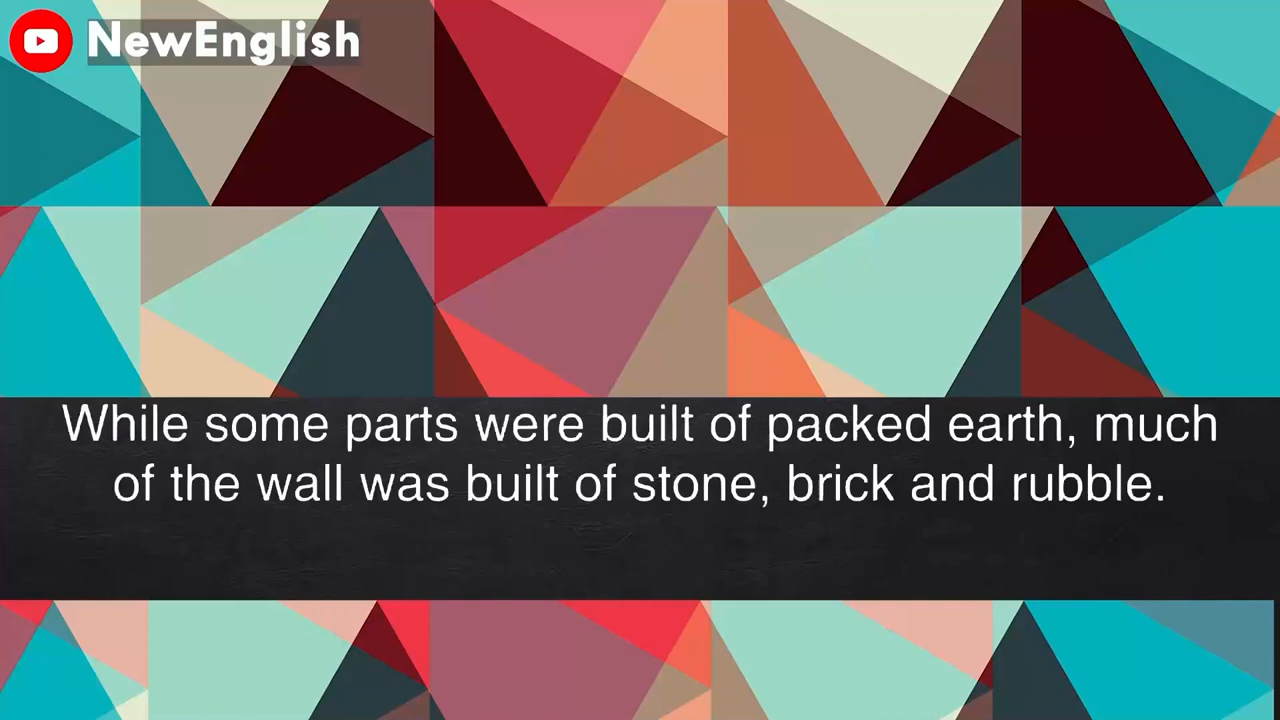 NewEnglish
While some parts were built of packed earth, much
of the wall was built of stone, brick and rubble.